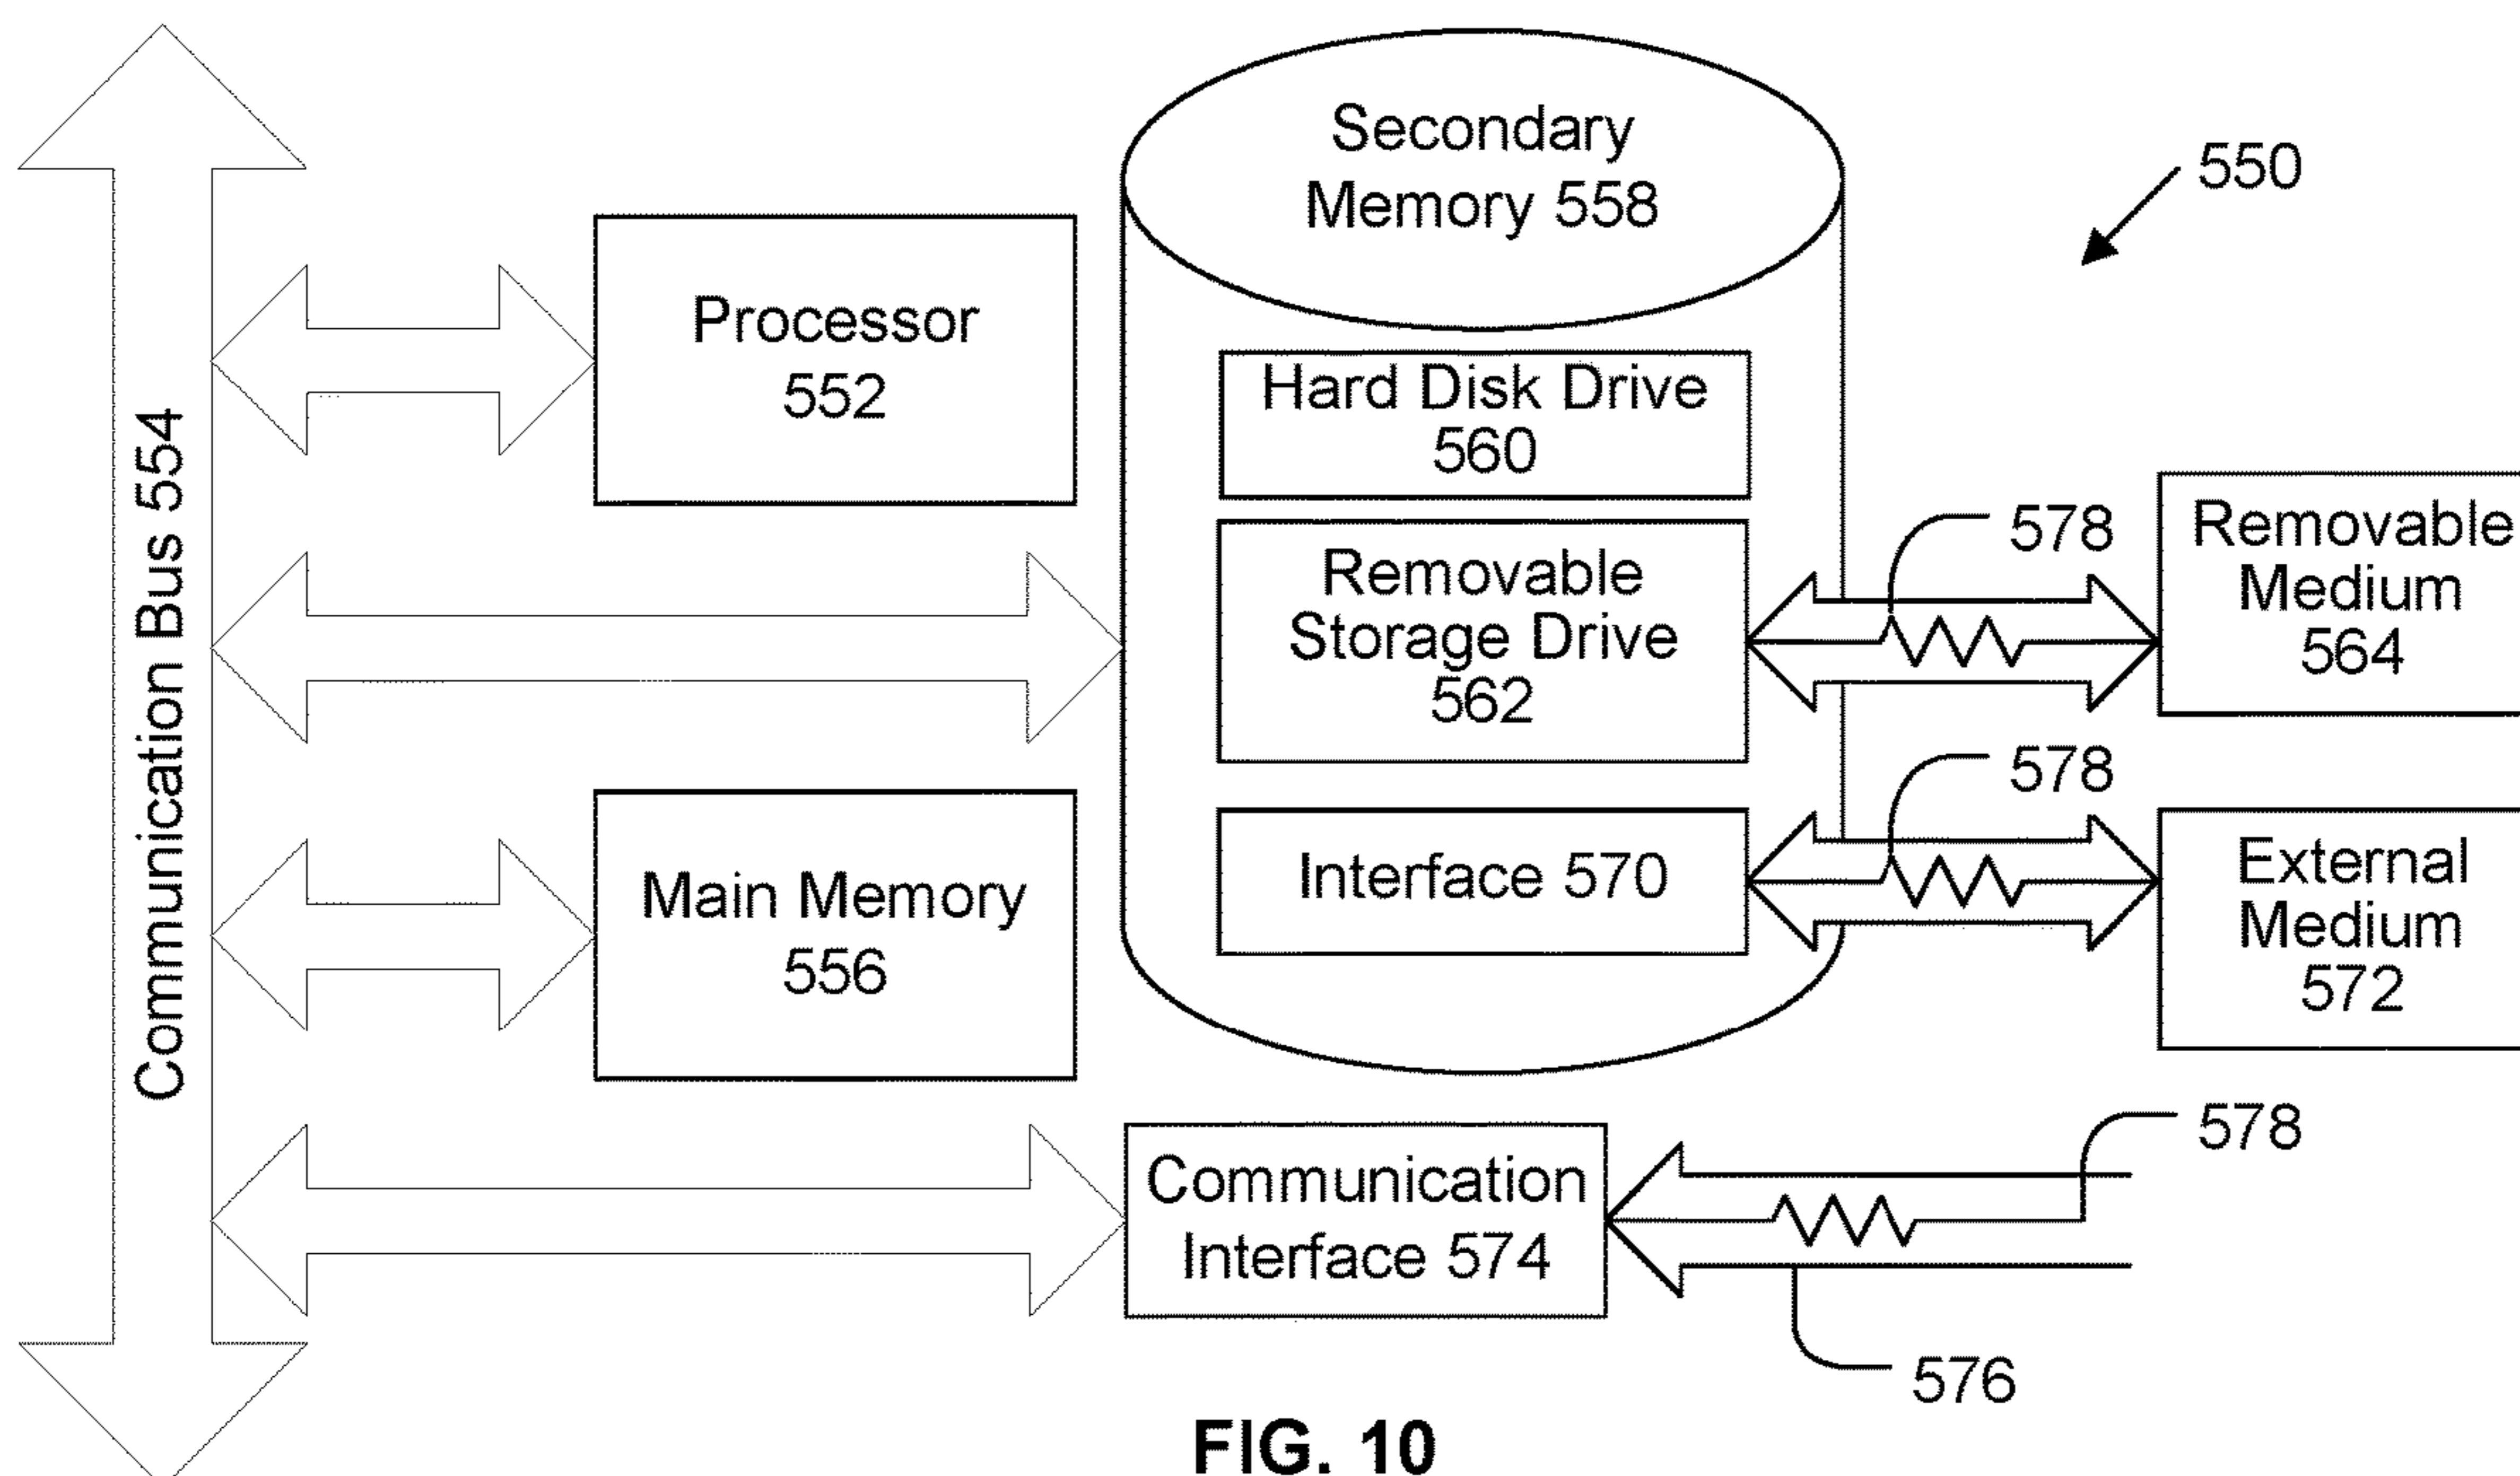 Communication Bus 554
Processor
552
Main Memory
556
Secondary
Memory 558
Hard Disk Drive
560
Removable
Storage Drive
562
Interface 570
Communication
Interface 574
550
578
Removable
Medium
564
578
External
Medium
572
578
576
FIG. 10